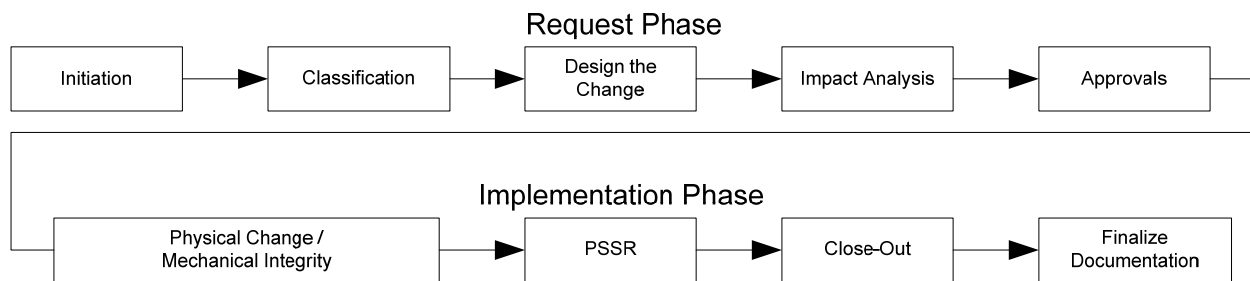 Request Phase
Initiation
Classification
Design the
Change
Impact Analysis
Approvals
Implementation Phase
Physical Change /
Mechanical Integrity
PSSR
Close-Out
Finalize
Documentation